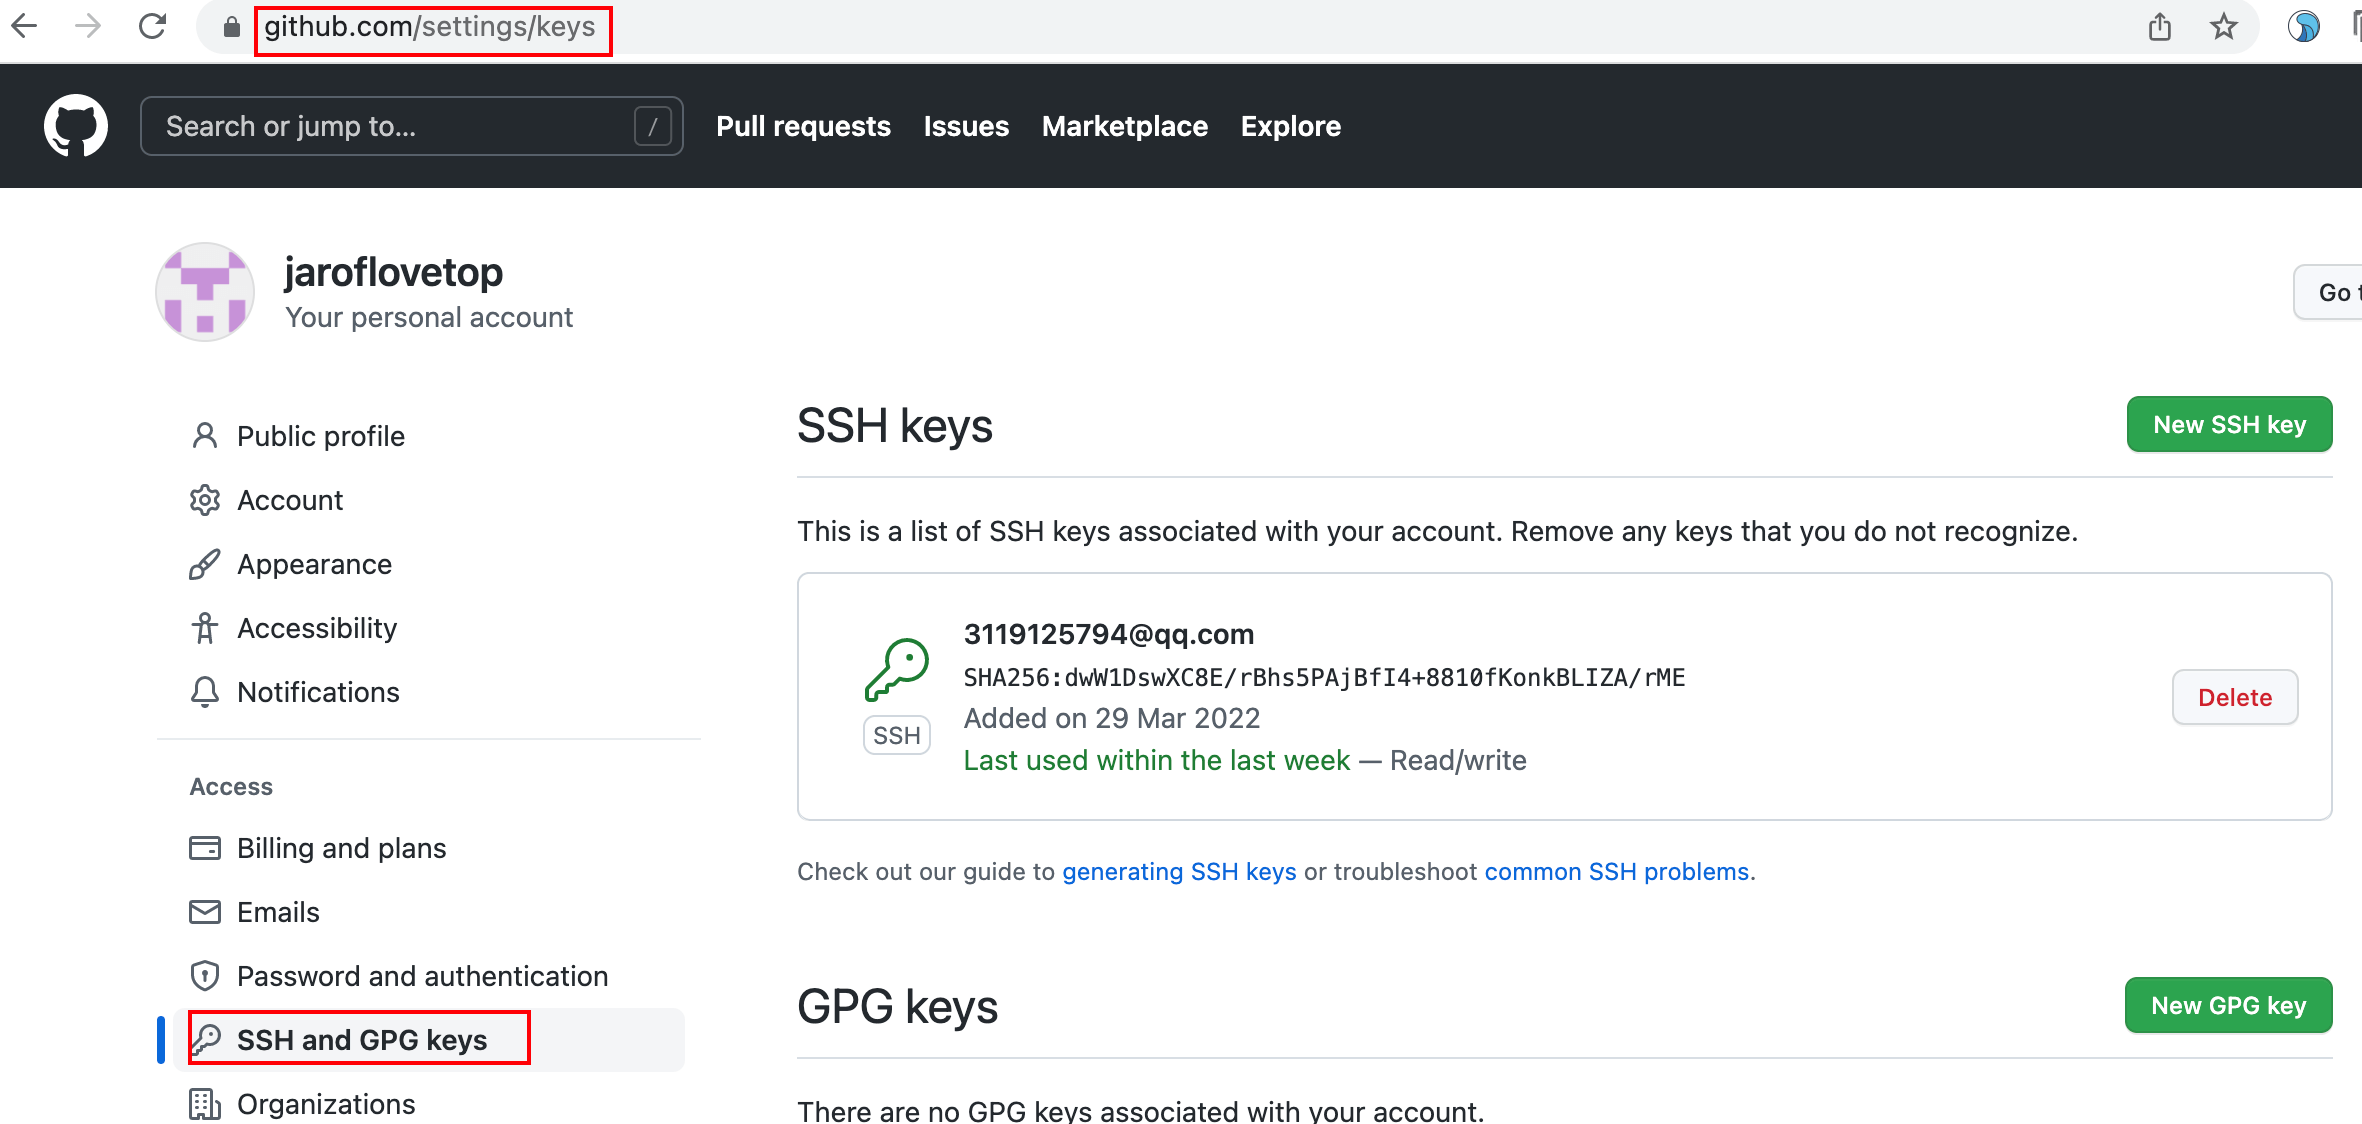 github.com/settings/keys
Search or jump to... /
Pull requests Issues Marketplace Explore
jaroflovetop
Your personal account
Go
Public profile
Account
Appearance
Accessibility
Notifications
Access
Billing and plans
Emails
Password and authentication
SSH and GPG keys
Organizations
SSH keys
New SSH key
This is a list of SSH keys associated with your account. Remove any keys that you do not recognize.
3119125794@qq.com
SHA256:dwW1DswXC8E/rBhs5PAjBfI4+8810fKonkBLIZA/rME
Added on 29 Mar 2022
SSH
Last used within the last week — Read/write
Delete
Check out our guide to generating SSH keys or troubleshoot common SSH problems.
GPG keys
New GPG key
There are no GPG keys associated with your account.